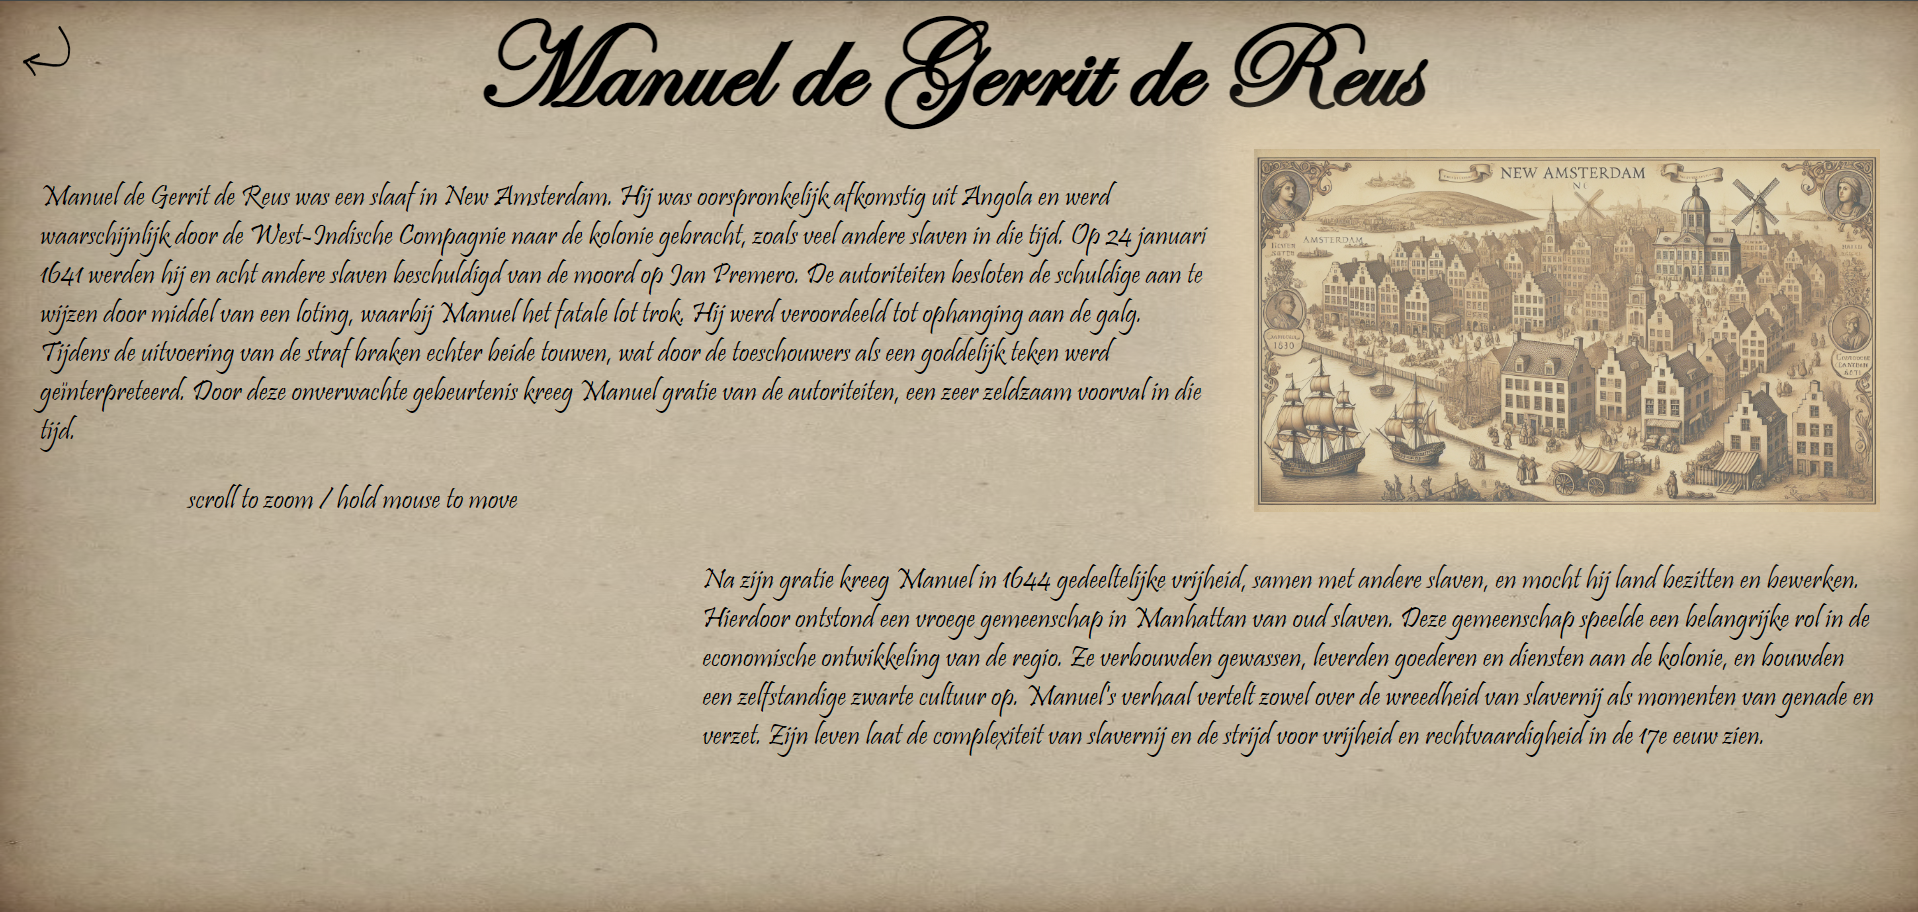 Manuel de Gerrit de Reus
Manuel de Gerrit de Reus was een slaaf in New Amsterdam. Hij was oorspronkelijk afkomstig uit Angola en werd
waarschijnlijk door de West-Indische Compagnie naar de kolonie gebracht, zoals veel andere slaven in die tijd. Op 24 januari
1641 werden hij en acht andere slaven beschuldigd van de moord op Jan Premero. De autoriteiten besloten de schuldige aan te
wijzen door middel van een loting, waarbij Manuel het fatale lot trok. Hij werd veroordeeld tot ophanging aan de galg.
Tijdens de uitvoering van de straf braken echter beide touwen, wat door de toeschouwers als een goddelijk teken werd
geïnterpreteerd. Door deze onverwachte gebeurtenis kreeg Manuel gratie van de autoriteiten, een zeer zeldzaam voorval in die
tijd.
NEW AMSTERDAM
AMSTERDAM
1630
scroll to zoom / hold mouse to move
Na zijn gratie kreeg Manuel in 1644 gedeeltelijke vrijheid, samen met andere slaven, en mocht hij land bezitten en bewerken.
Hierdoor ontstond een vroege gemeenschap in Manhattan van oud slaven. Deze gemeenschap speelde een belangrijke rol in de
economische ontwikkeling van de regio. Ze verbouwden gewassen, leverden goederen en diensten aan de kolonie, en bouwden
een zelfstandige zwarte cultuur op. Manuel's verhaal vertelt zowel over de wreedheid van slavernij als momenten van genade en
verzet. Zijn leven laat de complexiteit van slavernij en de strijd voor vrijheid en rechtvaardigheid in de 17e eeuw zien.